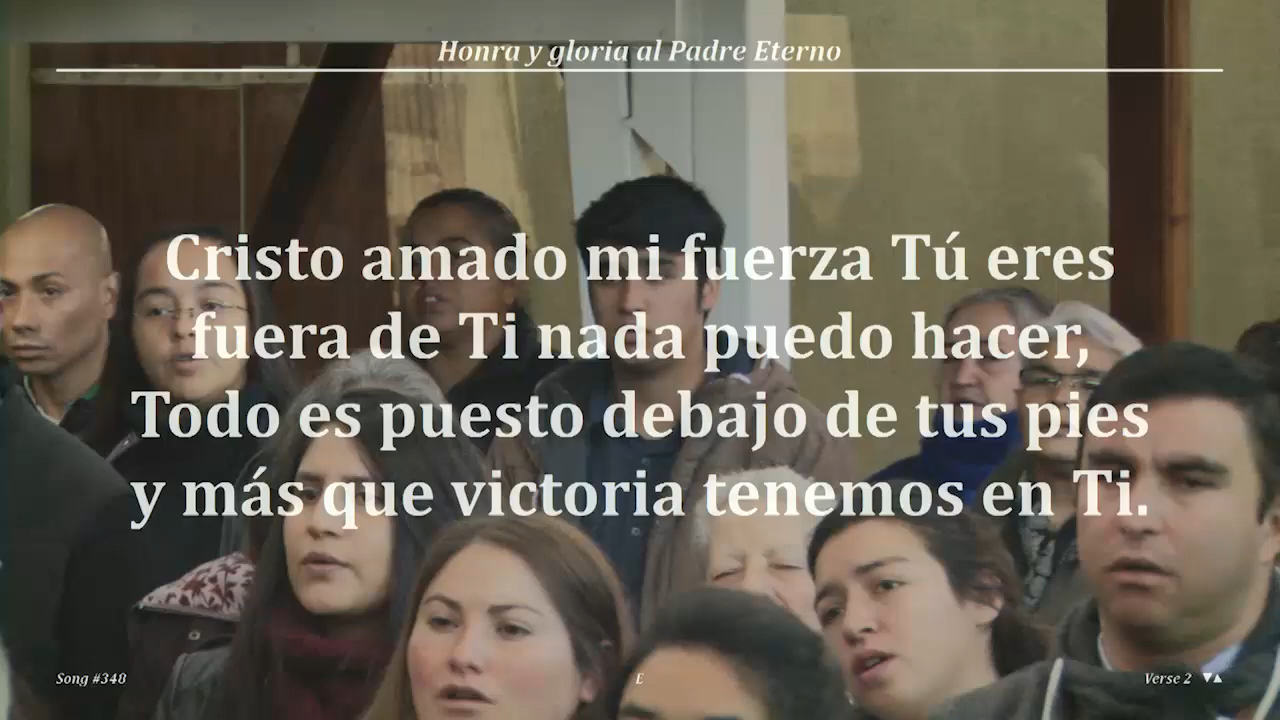 Honra y gloria al Padre Eterno
Cristo amado mi fuerza Tú eres
fuera de Ti nada puedo hacer,
Todo es puesto debajo de tus pies
y más que victoria tenemos en Ti.
Song #348
E
Verse 2 ▼▲